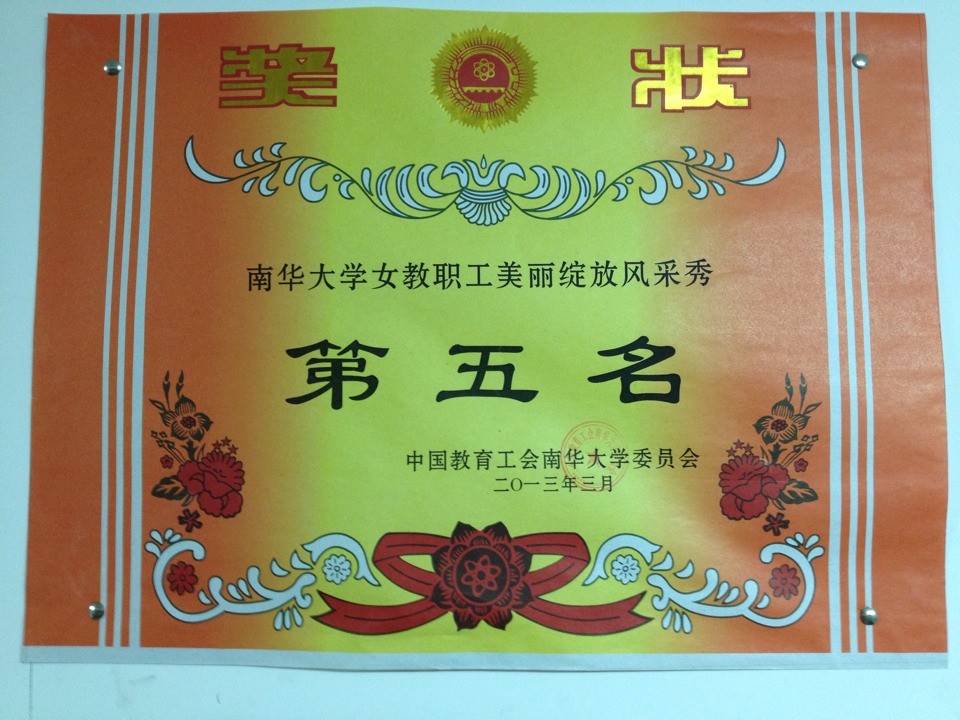 奖状
南华大学女教职工美丽绽放风采秀
第五名
中国教育工会南华大学委员会
二〇一三年三月